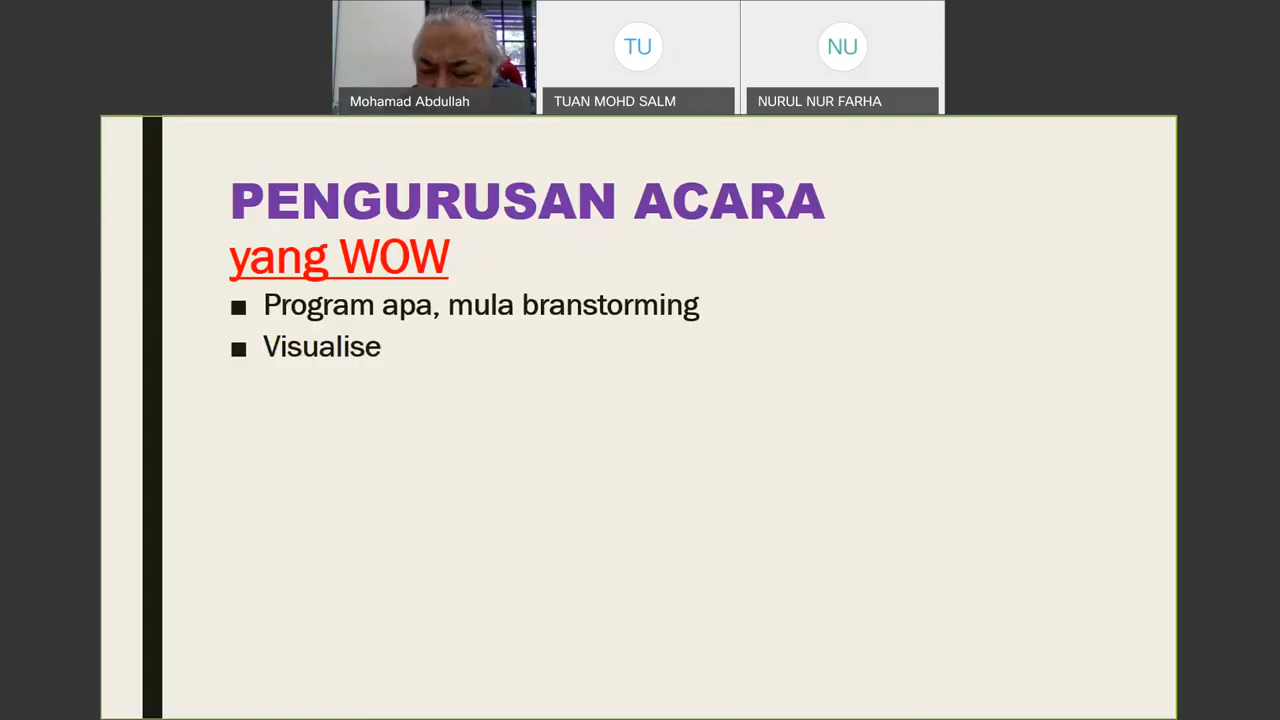 Mohamad Abdullah
TU
TUAN MOHD SALM
NU
NURUL NUR FARHA
PENGURUSAN ACARA
yang WOW
■ Program apa, mula branstorming
■ Visualise